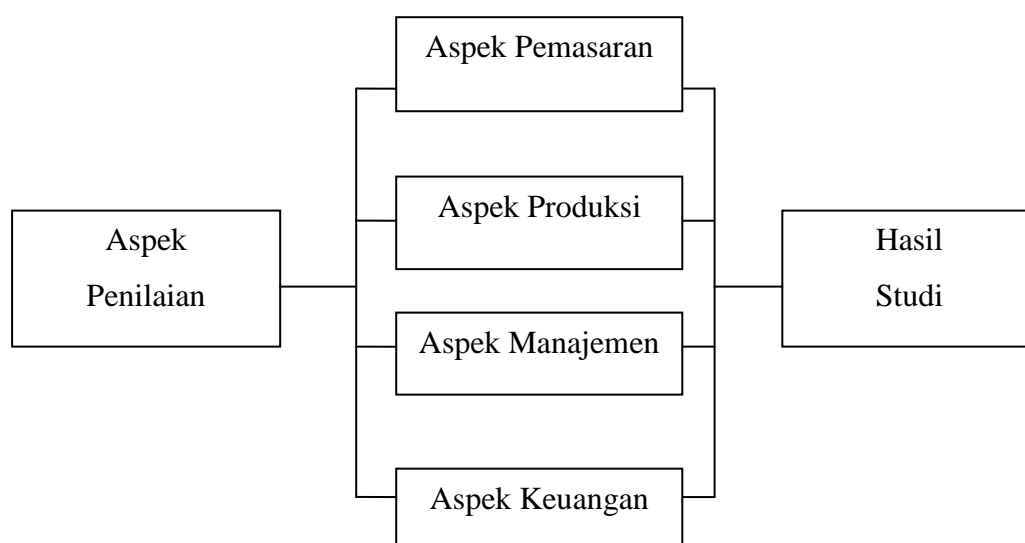 Aspek Pemasaran
Aspek Produksi
Aspek
Penilaian
Hasil
Studi
Aspek Manajemen
Aspek Keuangan